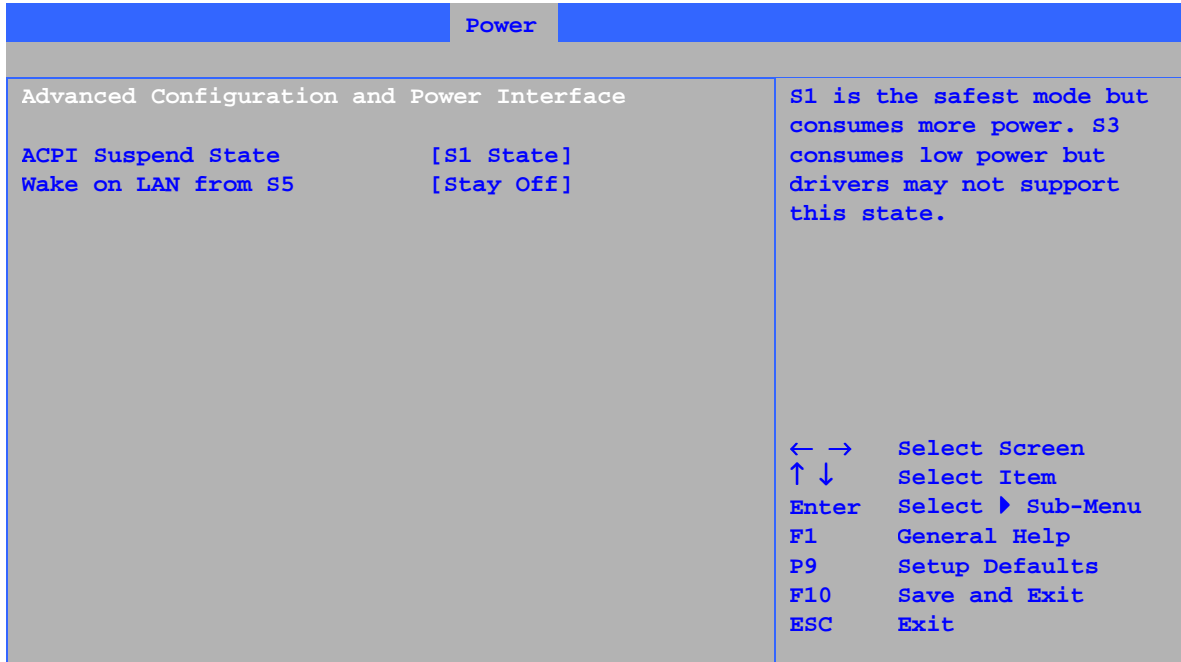 Power
Advanced Configuration and Power Interface
ACPI Suspend State [S1 State]
Wake on LAN from S5 [Stay Off]
S1 is the safest mode but
consumes more power. S3
consumes low power but
drivers may not support
this state.
← → Select Screen
↑ ↓ Select Item
Enter Select ▶ Sub-Menu
F1 General Help
P9 Setup Defaults
F10 Save and Exit
ESC Exit